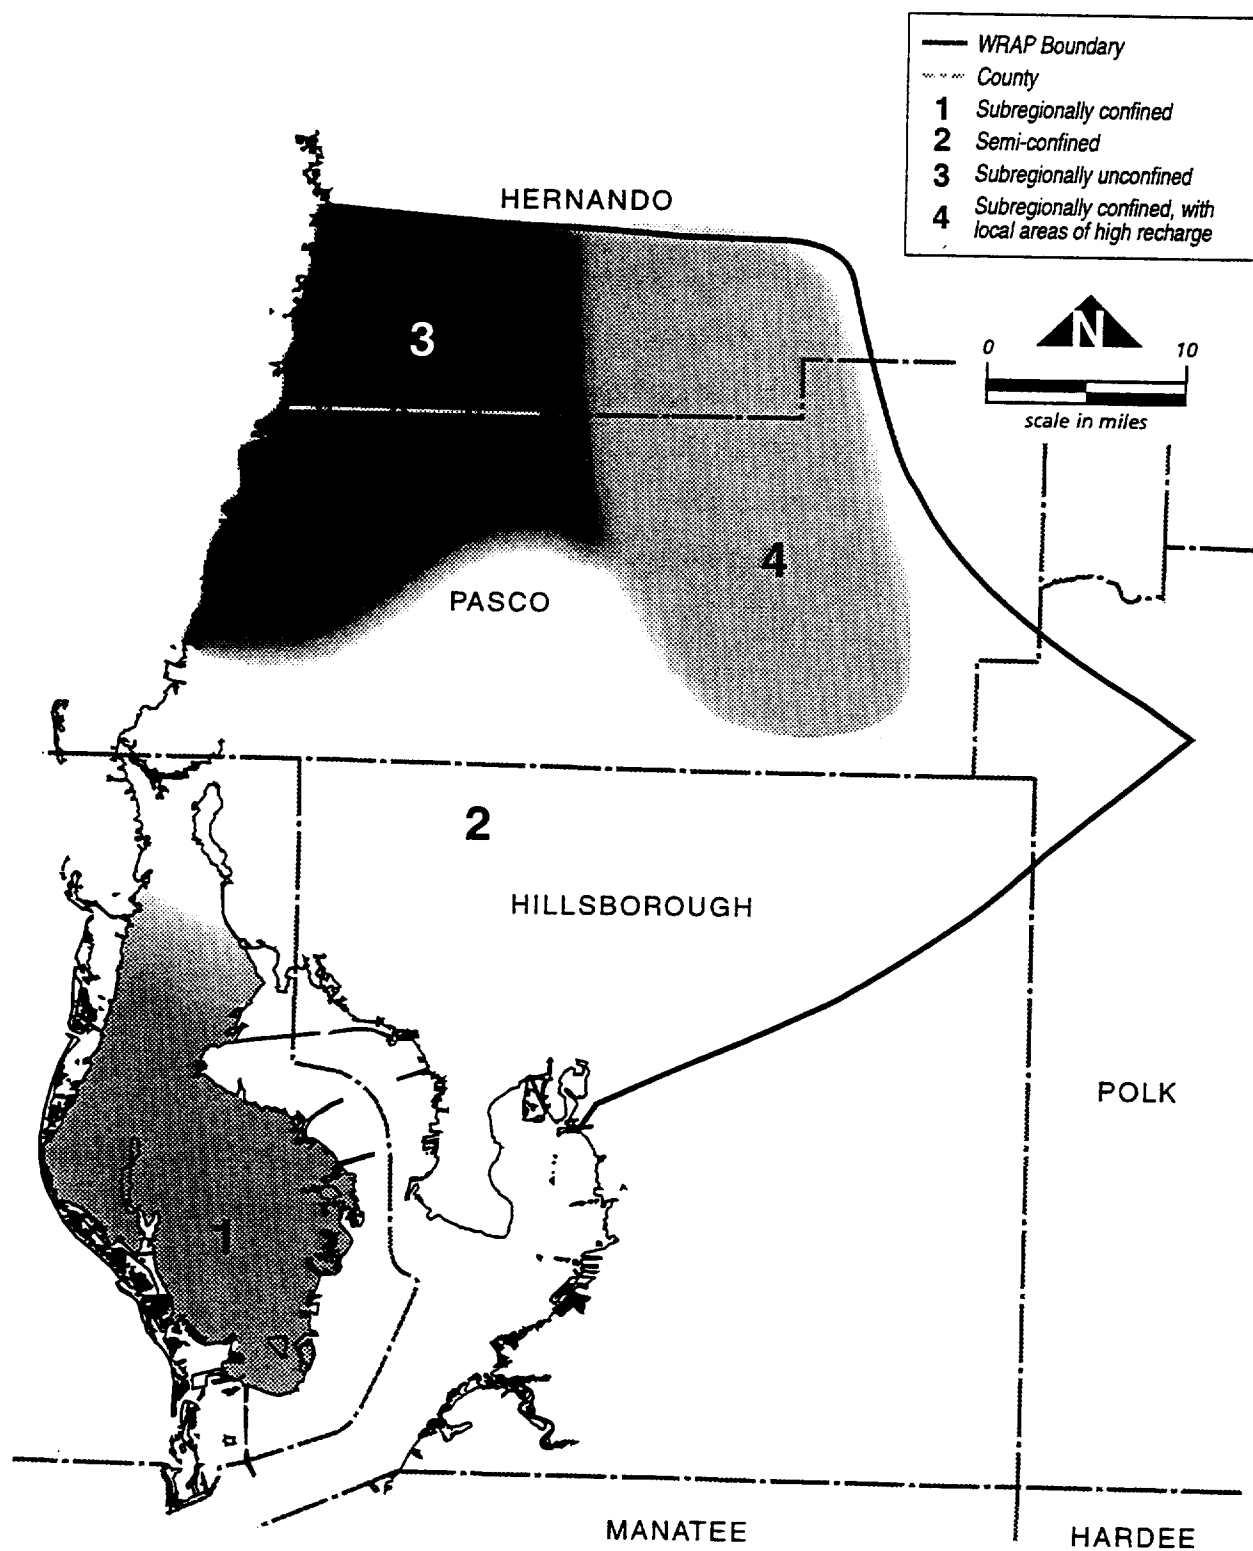 WRAP Boundary
County
1 Subregionally confined
2 Semi-confined
3 Subregionally unconfined
4 Subregionally confined, with
local areas of high recharge
HERNANDO
N
0 10
scale in miles
3
4
PASCO
2
HILLSBOROUGH
POLK
1
MANATEE
HARDEE